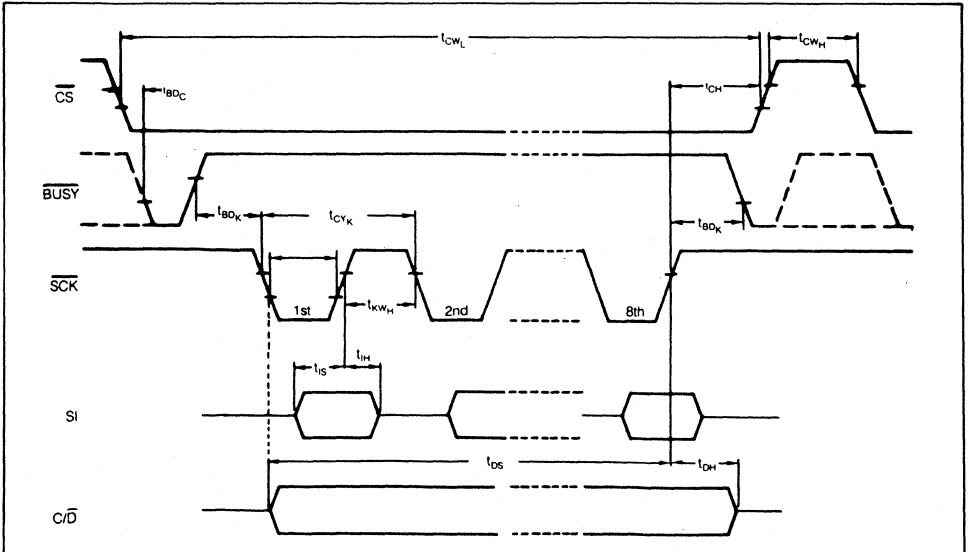 tCWL
tCWH
CS
tBDC
tCH
BUSY
tBDK
tCYK
tBDK
SCK
1st
tKWH
2nd
8th
tIS
tIH
SI
tDS
tDH
C/D